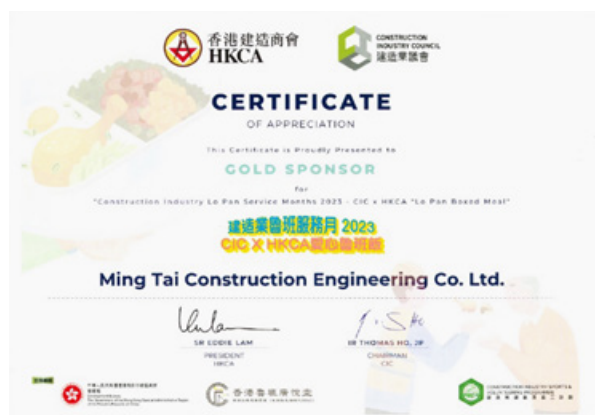 香港建造商會
HKCA
CONSTRUCTION
INDUSTRY COUNCIL
建造業議會
CERTIFICATE
OF APPRECIATION
This Certificate is Proudly Presented to
GOLD SPONSOR
for
"Construction Industry Lo Pan Service Months 2023 - CIC x HKCA "Lo Pan Boxed Meal"
建造業魯班服務月 2023
CIC X HKCA愛心魯班飯
Ming Tai Construction Engineering Co. Ltd.
SR EDDIE LAM
PRESIDENT
HKCA
IR THOMAS HO, JP
CHAIRMAN
CIC
香港魯班廣悅堂